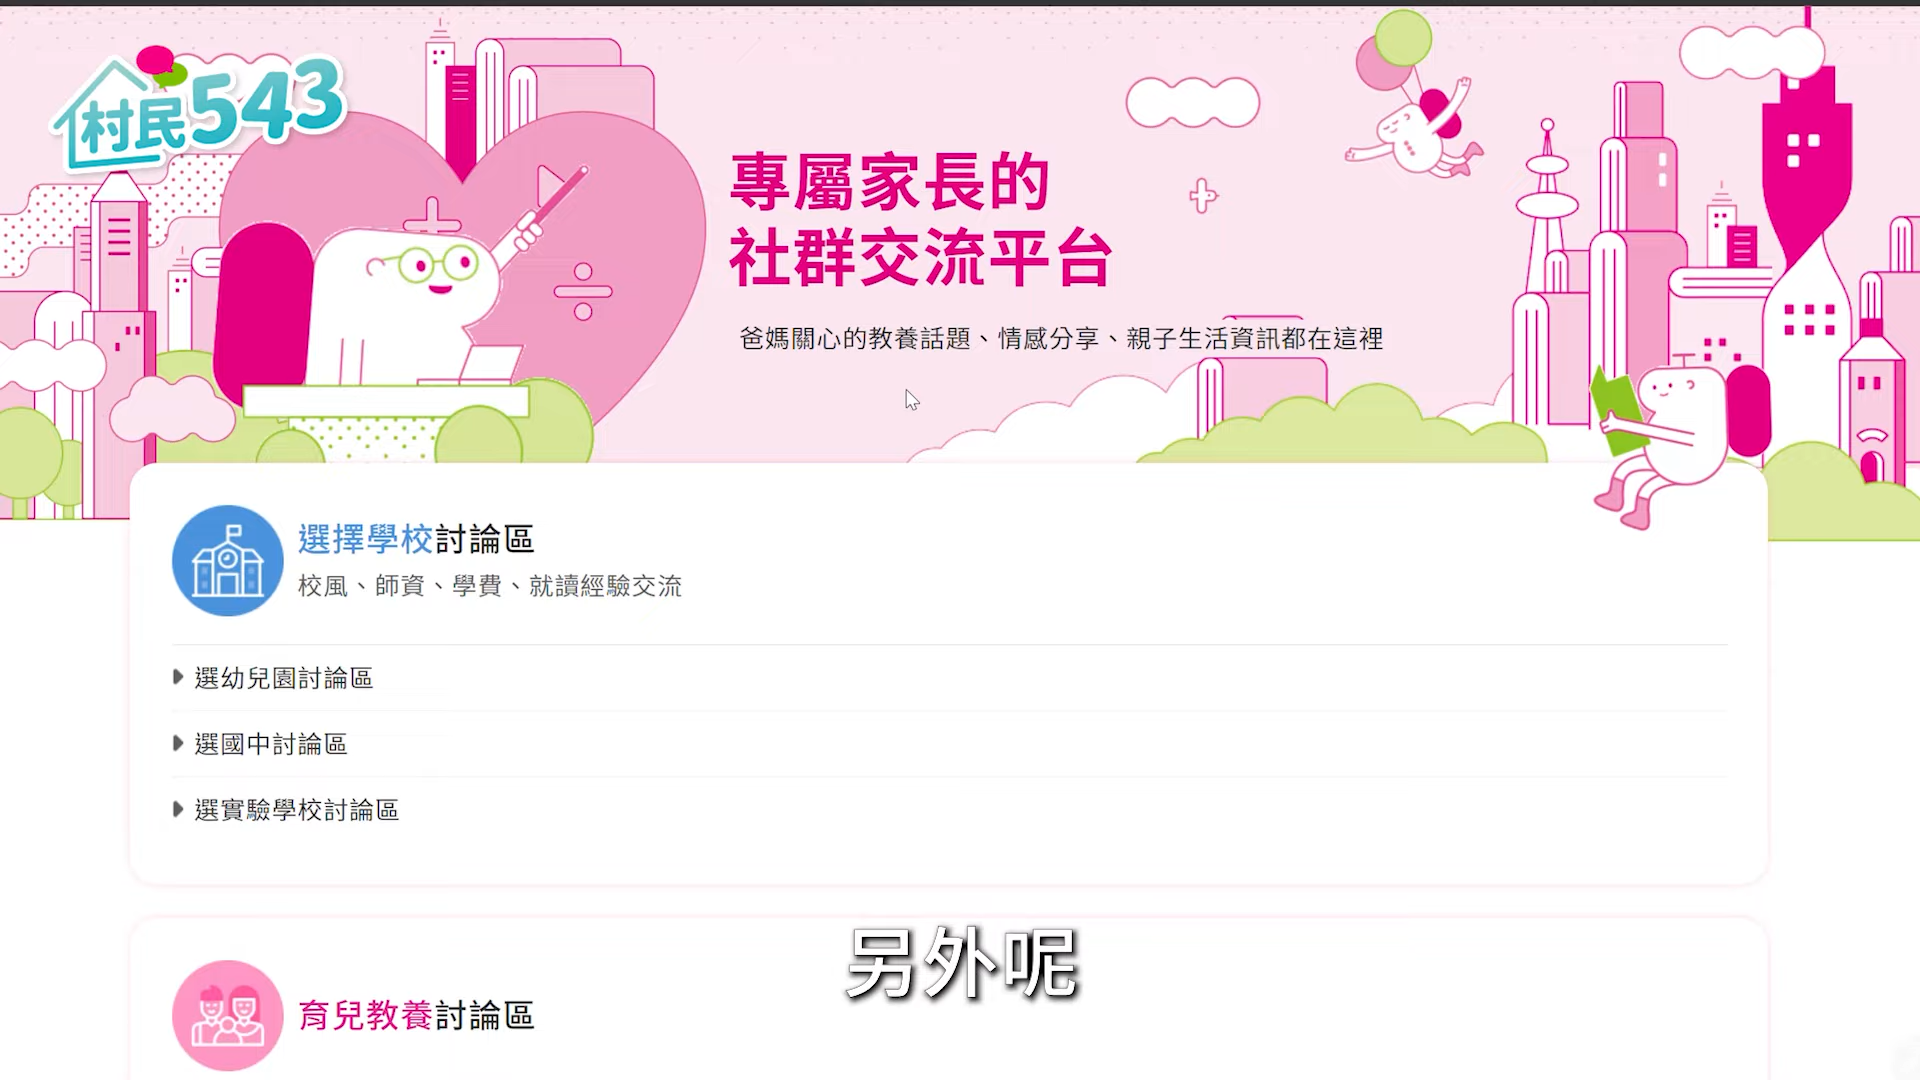 村民543
專屬家長的
社群交流平台
爸媽關心的教養話題、情感分享、親子生活資訊都在這裡
選擇學校討論區
校風、師資、學費、就讀經驗交流
選幼兒園討論區
選國中討論區
選實驗學校討論區
另外呢
育兒教養討論區